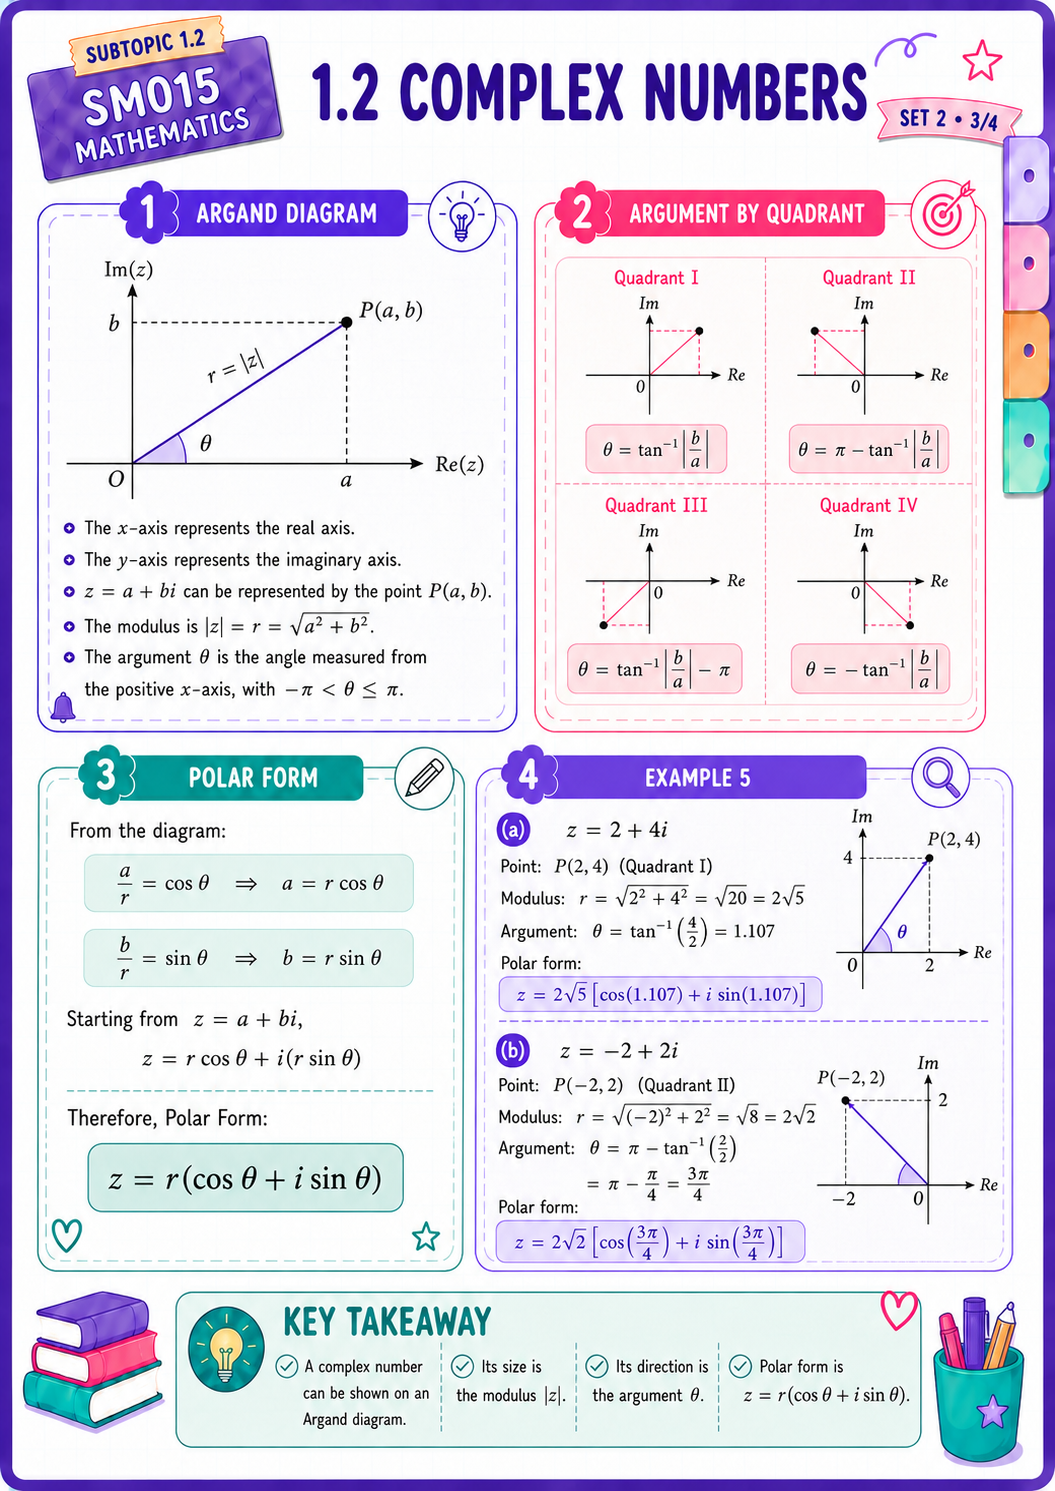 SUBTOPIC 1.2
SM015
MATHEMATICS
1.2 COMPLEX NUMBERS
SET 2 • 3/4
1 ARGAND DIAGRAM
Im(z)
b
P(a, b)
r = |z|
θ
O
a
Re(z)
The x-axis represents the real axis.
The y-axis represents the imaginary axis.
z = a + bi can be represented by the point P(a, b).
The modulus is |z| = r = √(a² + b²).
The argument θ is the angle measured from
the positive x-axis, with −π < θ ≤ π.
2 ARGUMENT BY QUADRANT
Quadrant I
Im
Re
0
θ = tan⁻¹ |b/a|
Quadrant II
Im
Re
0
θ = π − tan⁻¹ |b/a|
Quadrant III
Im
Re
0
θ = tan⁻¹ |b/a| − π
Quadrant IV
Im
Re
0
θ = − tan⁻¹ |b/a|
3 POLAR FORM
From the diagram:
a/r = cos θ ⇒ a = r cos θ
b/r = sin θ ⇒ b = r sin θ
Starting from z = a + bi,
z = r cos θ + i(r sin θ)
Therefore, Polar Form:
z = r(cos θ + i sin θ)
4 EXAMPLE 5
(a) z = 2 + 4i
Point: P(2, 4) (Quadrant I)
Modulus: r = √(2² + 4²) = √20 = 2√5
Argument: θ = tan⁻¹(4/2) = 1.107
Polar form:
z = 2√5 [cos(1.107) + i sin(1.107)]
Im
P(2, 4)
4
θ
Re
0
2
(b) z = −2 + 2i
Point: P(−2, 2) (Quadrant II)
Modulus: r = √((−2)² + 2²) = √8 = 2√2
Argument: θ = π − tan⁻¹(2/2)
= π − π/4 = 3π/4
Polar form:
z = 2√2 [cos(3π/4) + i sin(3π/4)]
Im
P(−2, 2)
2
Re
−2
0
KEY TAKEAWAY
A complex number
can be shown on an
Argand diagram.
Its size is
the modulus |z|.
Its direction is
the argument θ.
Polar form is
z = r(cos θ + i sin θ).